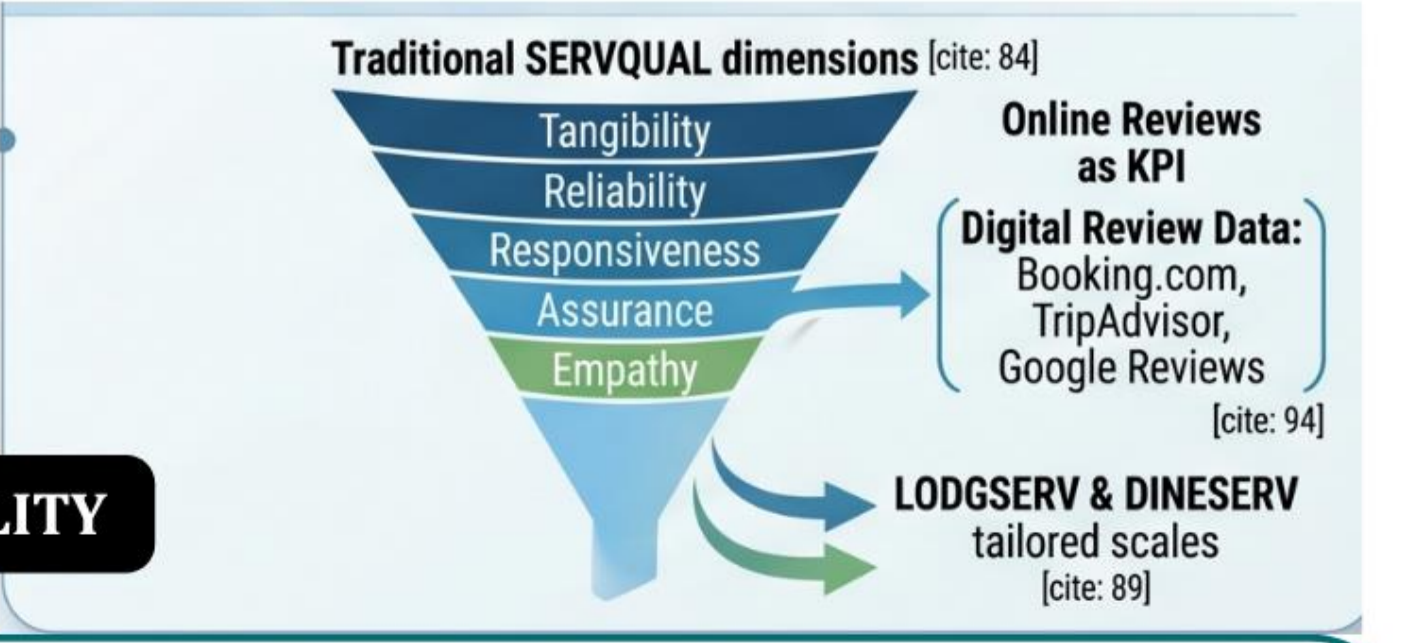 Traditional SERVQUAL dimensions [cite: 84]
Tangibility
Reliability
Responsiveness
Assurance
Empathy
Online Reviews
as KPI
Digital Review Data:
Booking.com,
TripAdvisor,
Google Reviews
[cite: 94]
LODGSERV & DINESERV
tailored scales
[cite: 89]
LITY